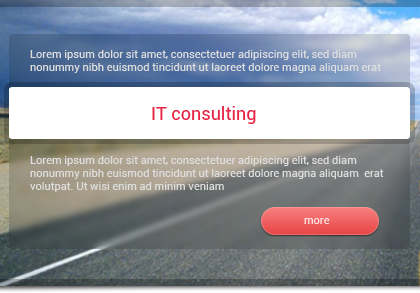 Lorem ipsum dolor sit amet, consectetuer adipiscing elit, sed diam
nonummy nibh euismod tincidunt ut laoreet dolore magna aliquam erat
IT consulting
Lorem ipsum dolor sit amet, consectetuer adipiscing elit, sed diam
nonummy nibh euismod tincidunt ut laoreet dolore magna aliquam  erat
volutpat. Ut wisi enim ad minim veniam
more